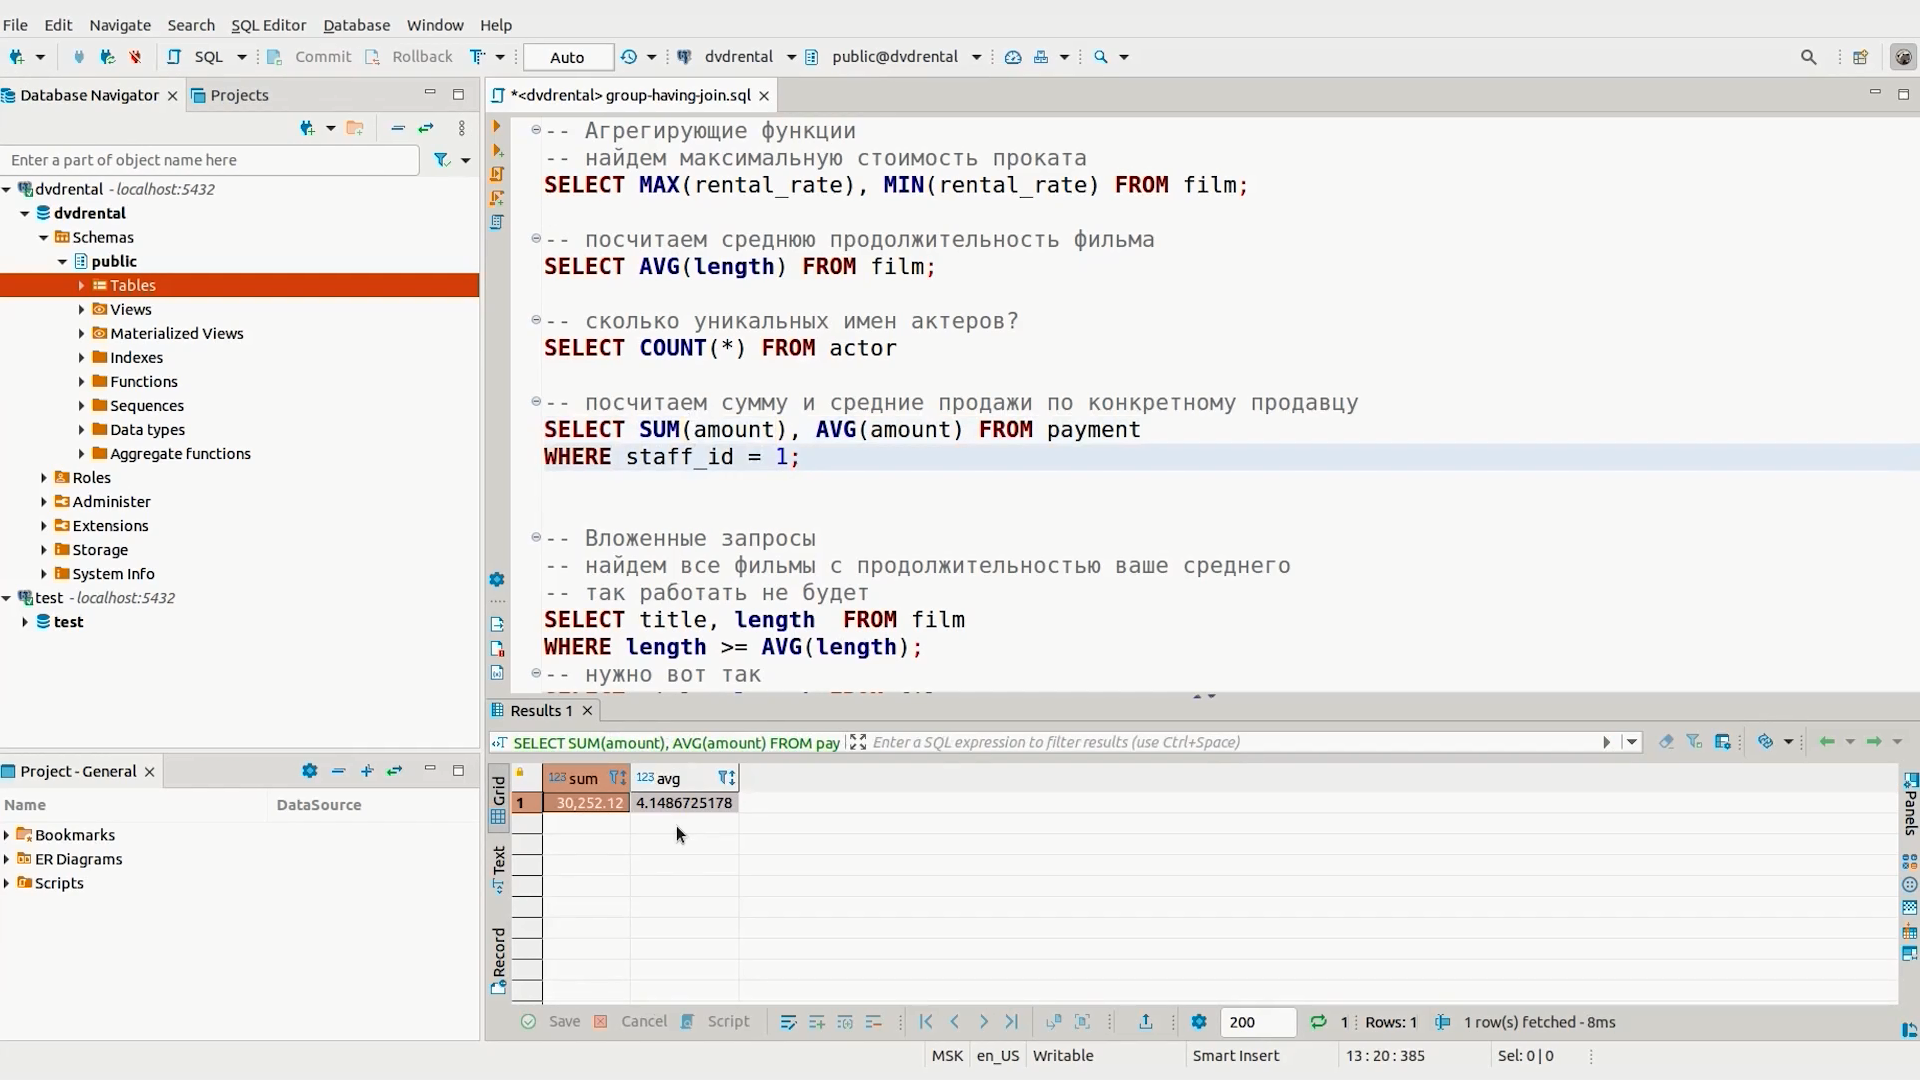 File Edit Navigate Search SQL Editor Database Window Help
SQL Commit Rollback Auto dvdrental public@dvdrental
Database Navigator Projects
*<dvdrental> group-having-join.sql
Enter a part of object name here
dvdrental - localhost:5432
dvdrental
Schemas
public
Tables
Views
Materialized Views
Indexes
Functions
Sequences
Data types
Aggregate functions
Roles
Administer
Extensions
Storage
System Info
test - localhost:5432
test
-- Агрегирующие функции
-- найдем максимальную стоимость проката
SELECT MAX(rental_rate), MIN(rental_rate) FROM film;
-- посчитаем среднюю продолжительность фильма
SELECT AVG(length) FROM film;
-- сколько уникальных имен актеров?
SELECT COUNT(*) FROM actor
-- посчитаем сумму и средние продажи по конкретному продавцу
SELECT SUM(amount), AVG(amount) FROM payment
WHERE staff_id = 1;
-- Вложенные запросы
-- найдем все фильмы с продолжительностью ваше среднего
-- так работать не будет
SELECT title, length FROM film
WHERE length >= AVG(length);
-- нужно вот так
Project - General
Name DataSource
Bookmarks
ER Diagrams
Scripts
Results 1
SELECT SUM(amount), AVG(amount) FROM pay Enter a SQL expression to filter results (use Ctrl+Space)
Grid
Text
Record
Panels
123 sum 123 avg
1 30,252.12 4.1486725178
Save Cancel Script 200 1 Rows: 1 1 row(s) fetched - 8ms
MSK en_US Writable Smart Insert 13 : 20 : 385 Sel: 0 | 0